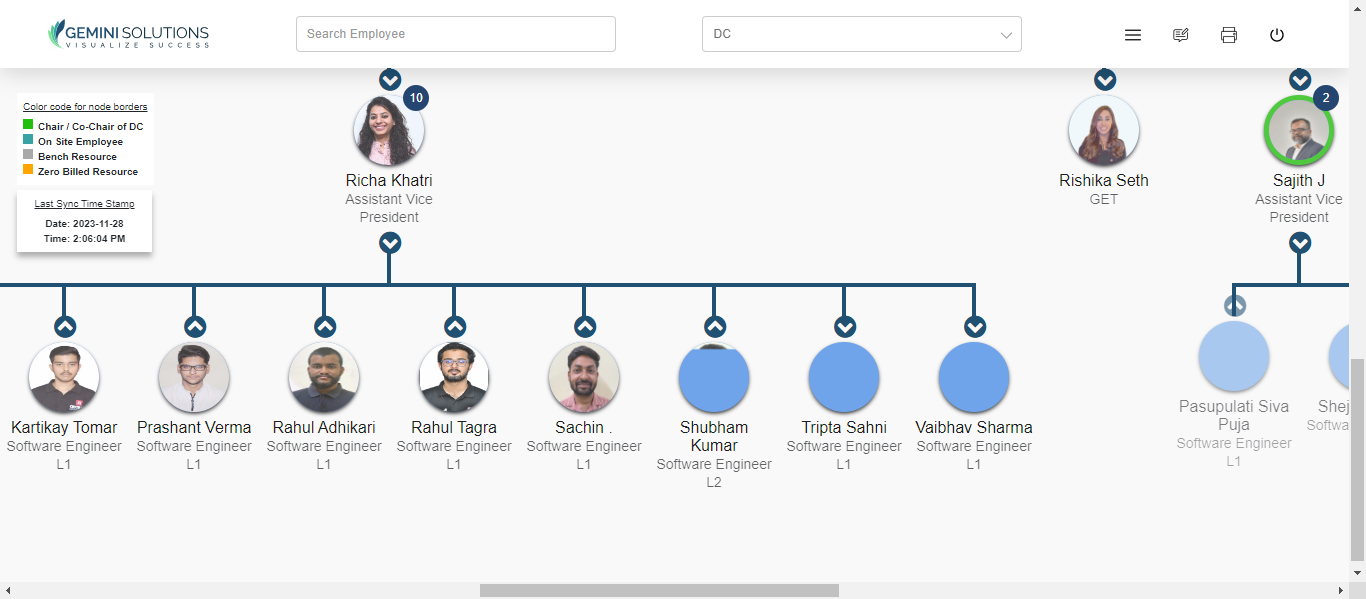 GEMINI SOLUTIONS
VISUALIZE SUCCESS
Search Employee
DC
Color code for node borders
Chair / Co-Chair of DC
On Site Employee
Bench Resource
Zero Billed Resource
Last Sync Time Stamp
Date: 2023-11-28
Time: 2:06:04 PM
10
Richa Khatri
Assistant Vice
President
Rishika Seth
GET
2
Sajith J
Assistant Vice
President
Kartikay Tomar
Software Engineer
L1
Prashant Verma
Software Engineer
L1
Rahul Adhikari
Software Engineer
L1
Rahul Tagra
Software Engineer
L1
Sachin .
Software Engineer
L1
Shubham
Kumar
Software Engineer
L2
Tripta Sahni
Software Engineer
L1
Vaibhav Sharma
Software Engineer
L1
Pasupulati Siva
Puja
Software Engineer
L1
Shej
Softwa